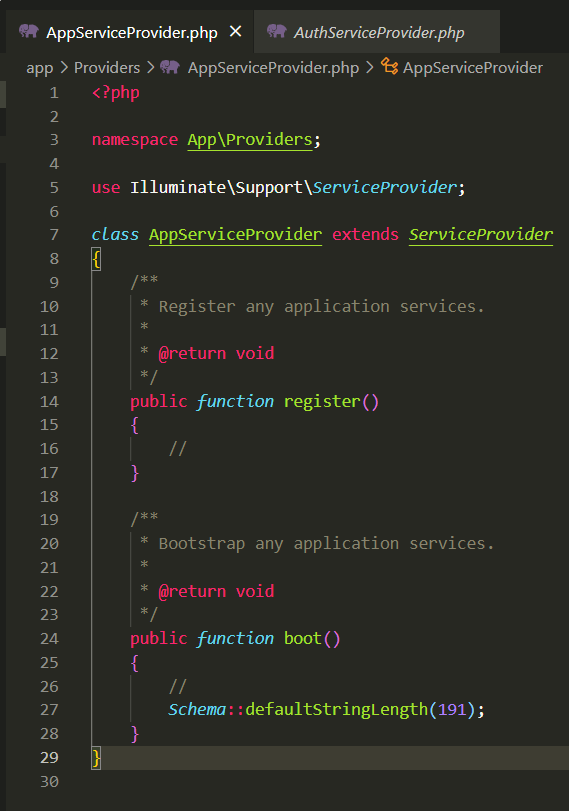 AppServiceProvider.php × AuthServiceProvider.php
app > Providers > AppServiceProvider.php > AppServiceProvider
1 <?php
2
3 namespace App\Providers;
4
5 use Illuminate\Support\ServiceProvider;
6
7 class AppServiceProvider extends ServiceProvider
8 {
9     /**
10      * Register any application services.
11      *
12      * @return void
13      */
14     public function register()
15     {
16         //
17     }
18
19     /**
20      * Bootstrap any application services.
21      *
22      * @return void
23      */
24     public function boot()
25     {
26         //
27         Schema::defaultStringLength(191);
28     }
29 }
30